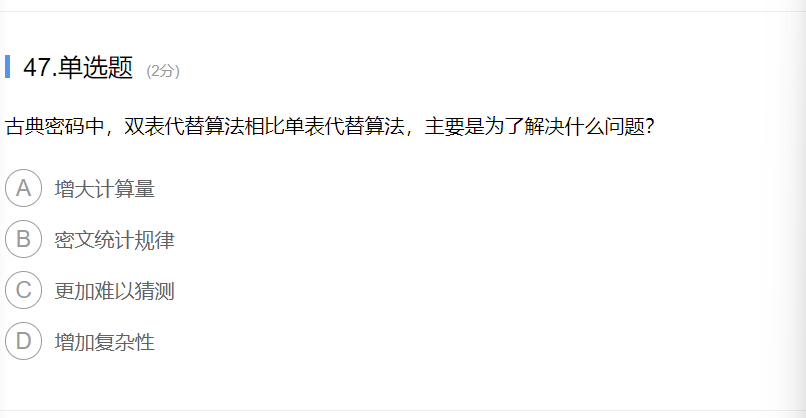 47.单选题 (2分)
古典密码中，双表代替算法相比单表代替算法，主要是为了解决什么问题？
A 增大计算量
B 密文统计规律
C 更加难以猜测
D 增加复杂性